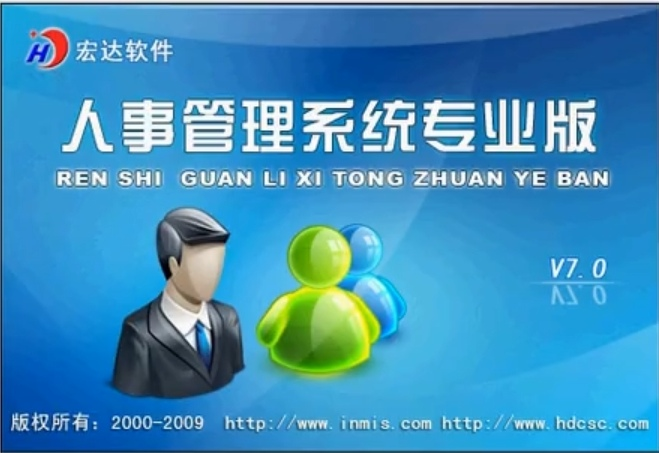 宏达软件
人事管理系统专业版
REN SHI GUAN LI XI TONG ZHUAN YE BAN
V7.0
版权所有：2000-2009 http://www.inmis.com http://www.hdcsc.com